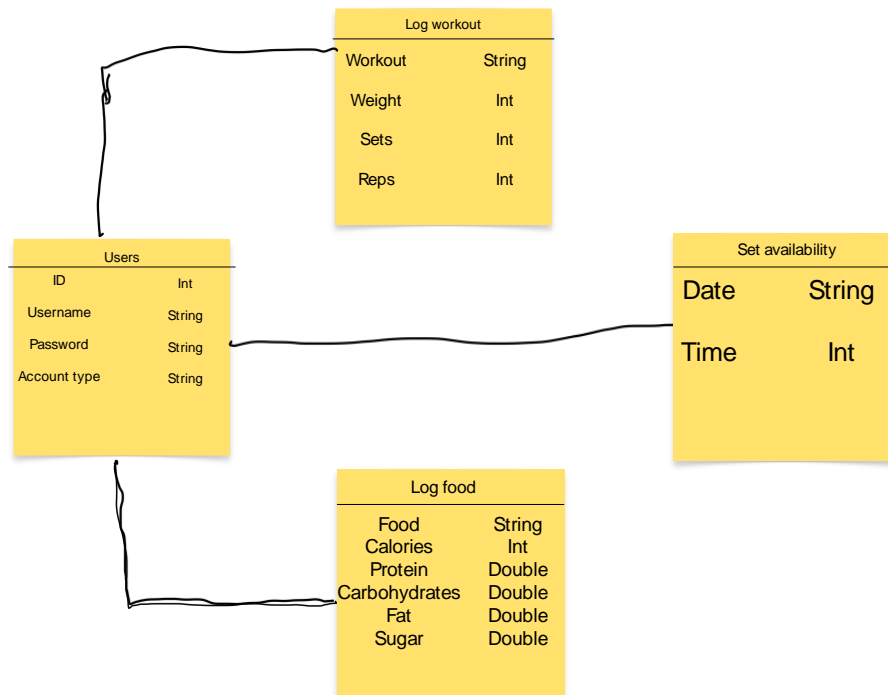 Log workout
Workout String
Weight Int
Sets Int
Reps Int
Users
ID Int
Username String
Password String
Account type String
Set availability
Date String
Time Int
Log food
Food String
Calories Int
Protein Double
Carbohydrates Double
Fat Double
Sugar Double